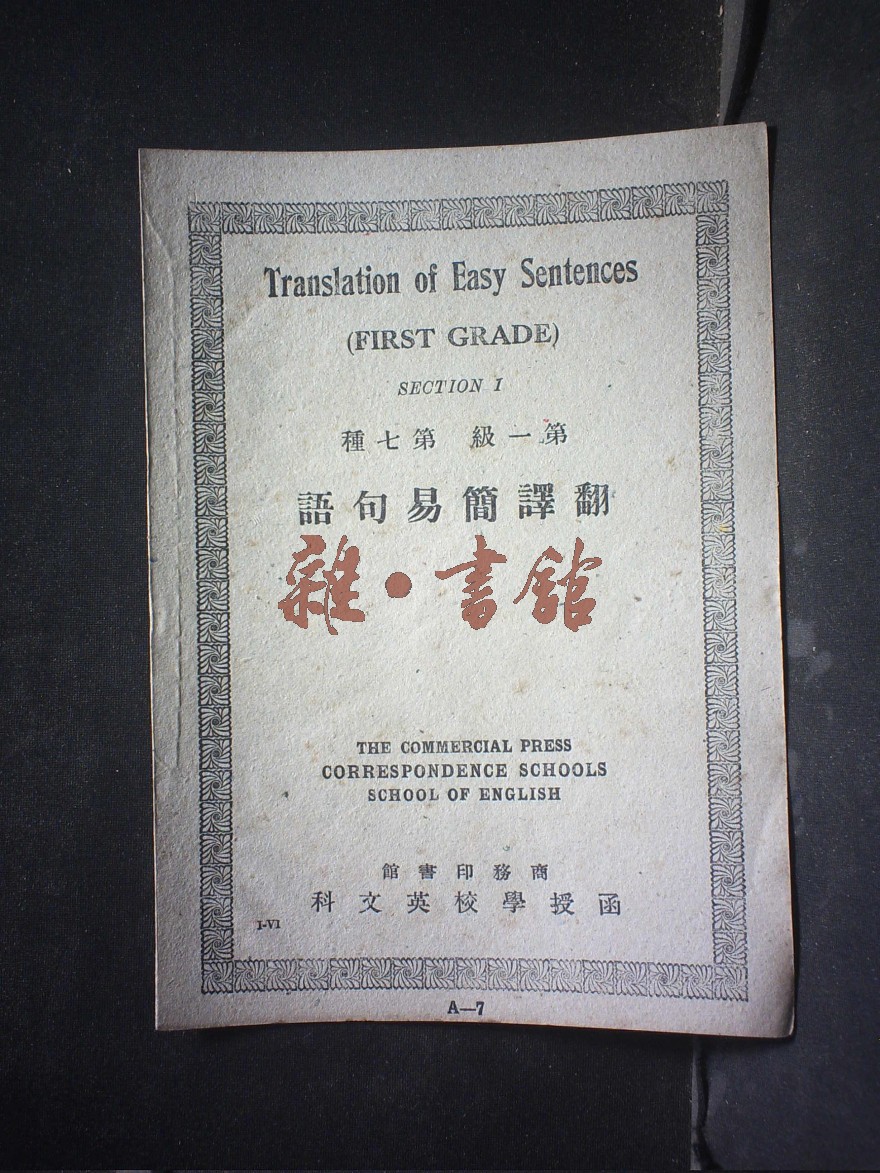 Translation of Easy Sentences
(FIRST GRADE)
SECTION I
第一級 第七種
翻譯簡易句語
雜·書館
THE COMMERCIAL PRESS
CORRESPONDENCE SCHOOLS
SCHOOL OF ENGLISH
商務印書館
函授學校英文科
I-VI
A—7